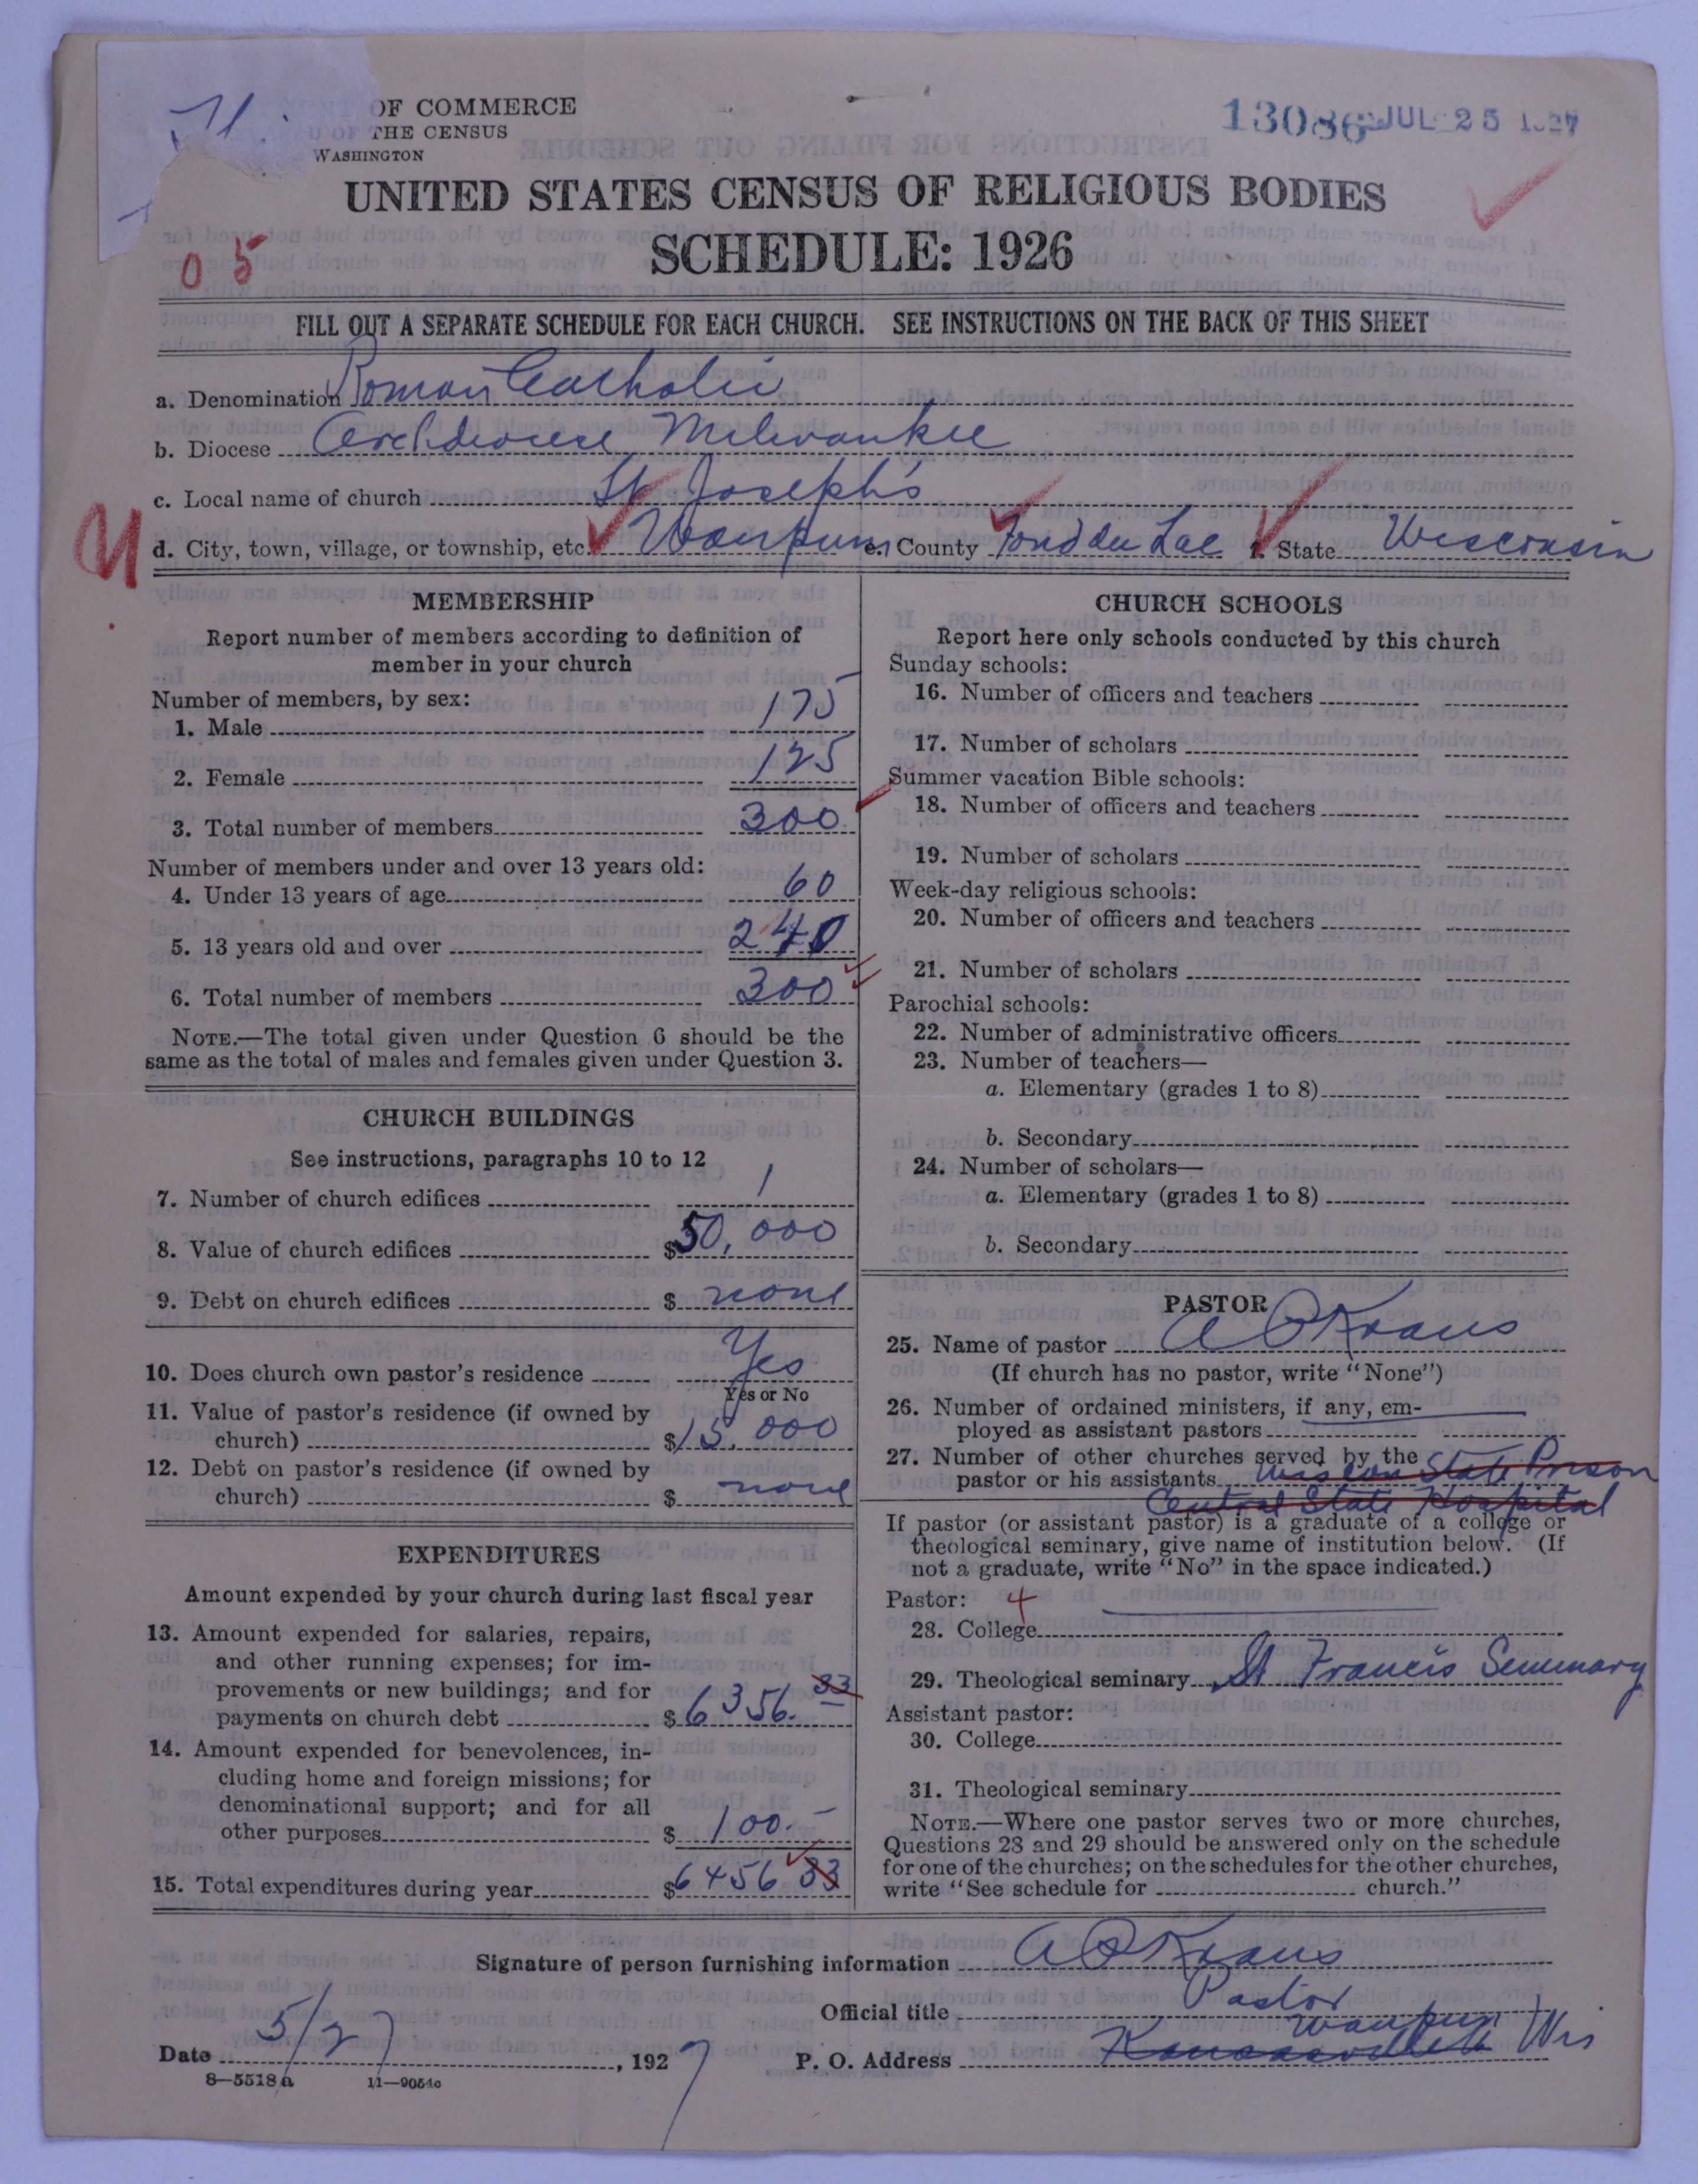 OF COMMERCE
THE CENSUS
WASHINGTON
13086 JUL 25 1927
UNITED STATES CENSUS OF RELIGIOUS BODIES
SCHEDULE: 1926
0 5
FILL OUT A SEPARATE SCHEDULE FOR EACH CHURCH. SEE INSTRUCTIONS ON THE BACK OF THIS SHEET
a. Denomination Roman Catholic
b. Diocese Archdiocese Milwaukee
c. Local name of church St Joseph's
d. City, town, village, or township, etc. Waupun e. County Fond du Lac f. State Wisconsin
MEMBERSHIP
Report number of members according to definition of
member in your church
Number of members, by sex:
1. Male 175
2. Female 125
3. Total number of members 300
Number of members under and over 13 years old:
4. Under 13 years of age 60
5. 13 years old and over 240
6. Total number of members 300
NOTE.—The total given under Question 6 should be the
same as the total of males and females given under Question 3.
CHURCH BUILDINGS
See instructions, paragraphs 10 to 12
7. Number of church edifices 1
8. Value of church edifices $50,000
9. Debt on church edifices $ none
10. Does church own pastor's residence Yes
Yes or No
11. Value of pastor's residence (if owned by
church) $15,000
12. Debt on pastor's residence (if owned by
church) $ none
EXPENDITURES
Amount expended by your church during last fiscal year
13. Amount expended for salaries, repairs,
and other running expenses; for im-
provements or new buildings; and for
payments on church debt $6356.33
14. Amount expended for benevolences, in-
cluding home and foreign missions; for
denominational support; and for all
other purposes $100.—
15. Total expenditures during year $6456 33
CHURCH SCHOOLS
Report here only schools conducted by this church
Sunday schools:
16. Number of officers and teachers
17. Number of scholars
Summer vacation Bible schools:
18. Number of officers and teachers
19. Number of scholars
Week-day religious schools:
20. Number of officers and teachers
21. Number of scholars
Parochial schools:
22. Number of administrative officers
23. Number of teachers—
a. Elementary (grades 1 to 8)
b. Secondary
24. Number of scholars—
a. Elementary (grades 1 to 8)
b. Secondary
PASTOR
25. Name of pastor Kraus
(If church has no pastor, write "None")
26. Number of ordained ministers, if any, em-
ployed as assistant pastors
27. Number of other churches served by the
pastor or his assistants Wiscon State Prison
Central State Hospital
If pastor (or assistant pastor) is a graduate of a college or
theological seminary, give name of institution below. (If
not a graduate, write "No" in the space indicated.)
Pastor: 4
28. College
29. Theological seminary St Francis Seminary
Assistant pastor:
30. College
31. Theological seminary
NOTE.—Where one pastor serves two or more churches,
Questions 28 and 29 should be answered only on the schedule
for one of the churches; on the schedules for the other churches,
write "See schedule for church."
Signature of person furnishing information Kraus
Official title Pastor
Waupun
Date 5/27, 1927 P. O. Address Kansasville Wis
8—5518a 11—9054c